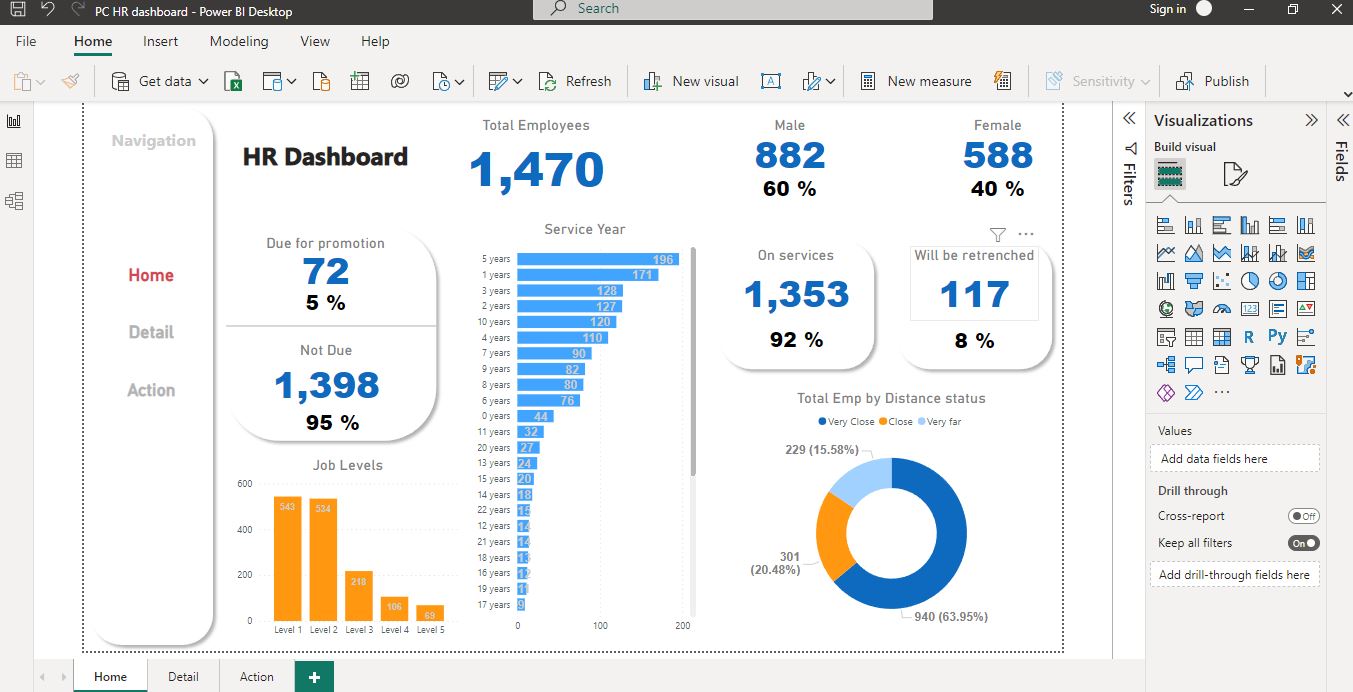 PC HR dashboard - Power BI Desktop
Search
Sign in
File Home Insert Modeling View Help
Get data Refresh New visual New measure Sensitivity Publish
Navigation
Home
Detail
Action
HR Dashboard
Total Employees
1,470
Male
882
60 %
Female
588
40 %
Due for promotion
72
5 %
Not Due
1,398
95 %
Job Levels
600
400
200
0
543 534 218 106 69
Level 1 Level 2 Level 3 Level 4 Level 5
Service Year
5 years 196
1 years 171
3 years 128
2 years 127
10 years 120
4 years 110
7 years 90
9 years 82
8 years 80
6 years 76
0 years 44
11 years 32
20 years 27
13 years 24
15 years 20
14 years 18
22 years 15
12 years 14
21 years 14
18 years 13
16 years 12
19 years 11
17 years 9
0 100 200
On services
1,353
92 %
Will be retrenched
117
8 %
Total Emp by Distance status
Very Close Close Very far
229 (15.58%)
301
(20.48%)
940 (63.95%)
Filters
Visualizations
Build visual
123
R Py
Values
Add data fields here
Drill through
Cross-report Off
Keep all filters On
Add drill-through fields here
Fields
Home Detail Action +